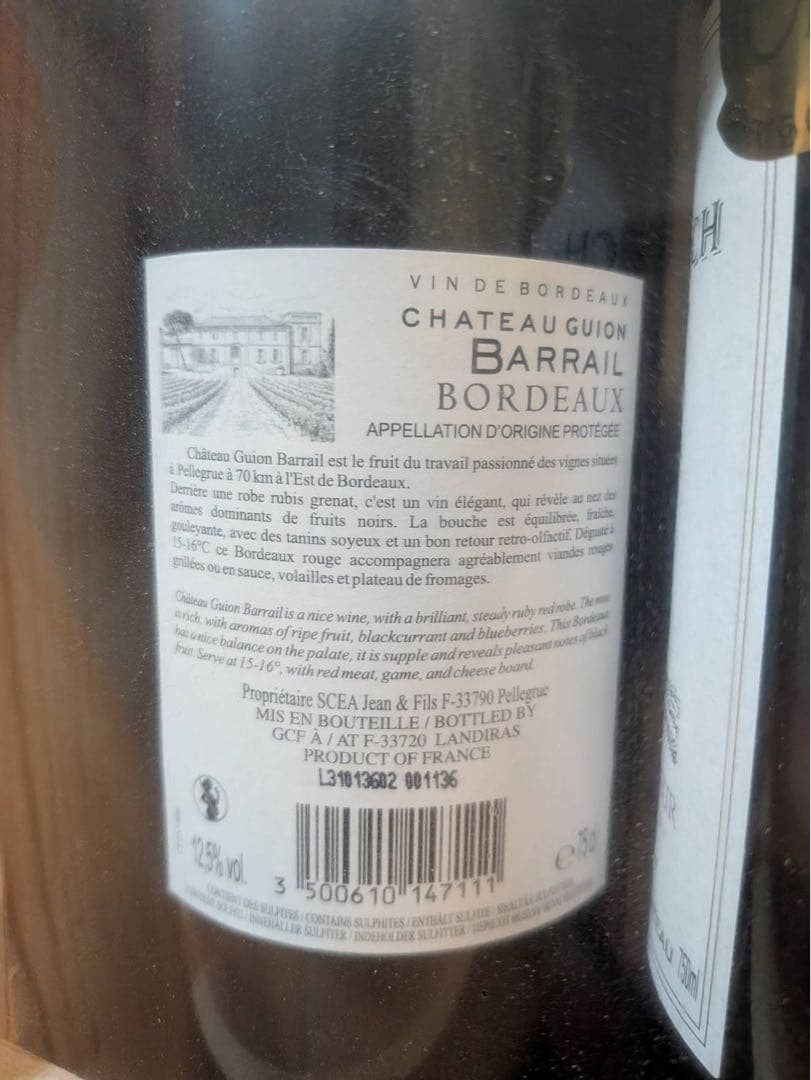 VIN DE BORDEAUX
CHATEAU GUION
BARRAIL
BORDEAUX
APPELLATION D'ORIGINE PROTÉGÉE
Château Guion Barrail est le fruit du travail passionné des vignes situées
à Pellegrue à 70 km à l'Est de Bordeaux.
Derrière une robe rubis grenat, c'est un vin élégant, qui révèle au nez des
arômes dominants de fruits noirs. La bouche est équilibrée, fraîche,
gouleyante, avec des tanins soyeux et un bon retour retro-olfactif. Dégusté à
15-16°C ce Bordeaux rouge accompagnera agréablement viandes rouges
grillées ou en sauce, volailles et plateau de fromages.
Château Guion Barrail is a nice wine, with a brilliant, steady ruby red robe. The nose
is rich, with aromas of ripe fruit, blackcurrant and blueberries. This Bordeaux
has a nice balance on the palate, it is supple and reveals pleasant notes of black
fruit. Serve at 15-16°, with red meat, game, and cheese board.
Propriétaire SCEA Jean & Fils F-33790 Pellegrue
MIS EN BOUTEILLE / BOTTLED BY
GCF À / AT F-33720 LANDIRAS
PRODUCT OF FRANCE
L31013602 001136
12,5% vol.
3 500610 147111
e 75 cl
CONTIENT DES SULFITES / CONTAINS SULPHITES / ENTHÄLT SULFITE
INNEHÅLLER SULFITER / INDEHOLDER SULFITTER
CH
750ml